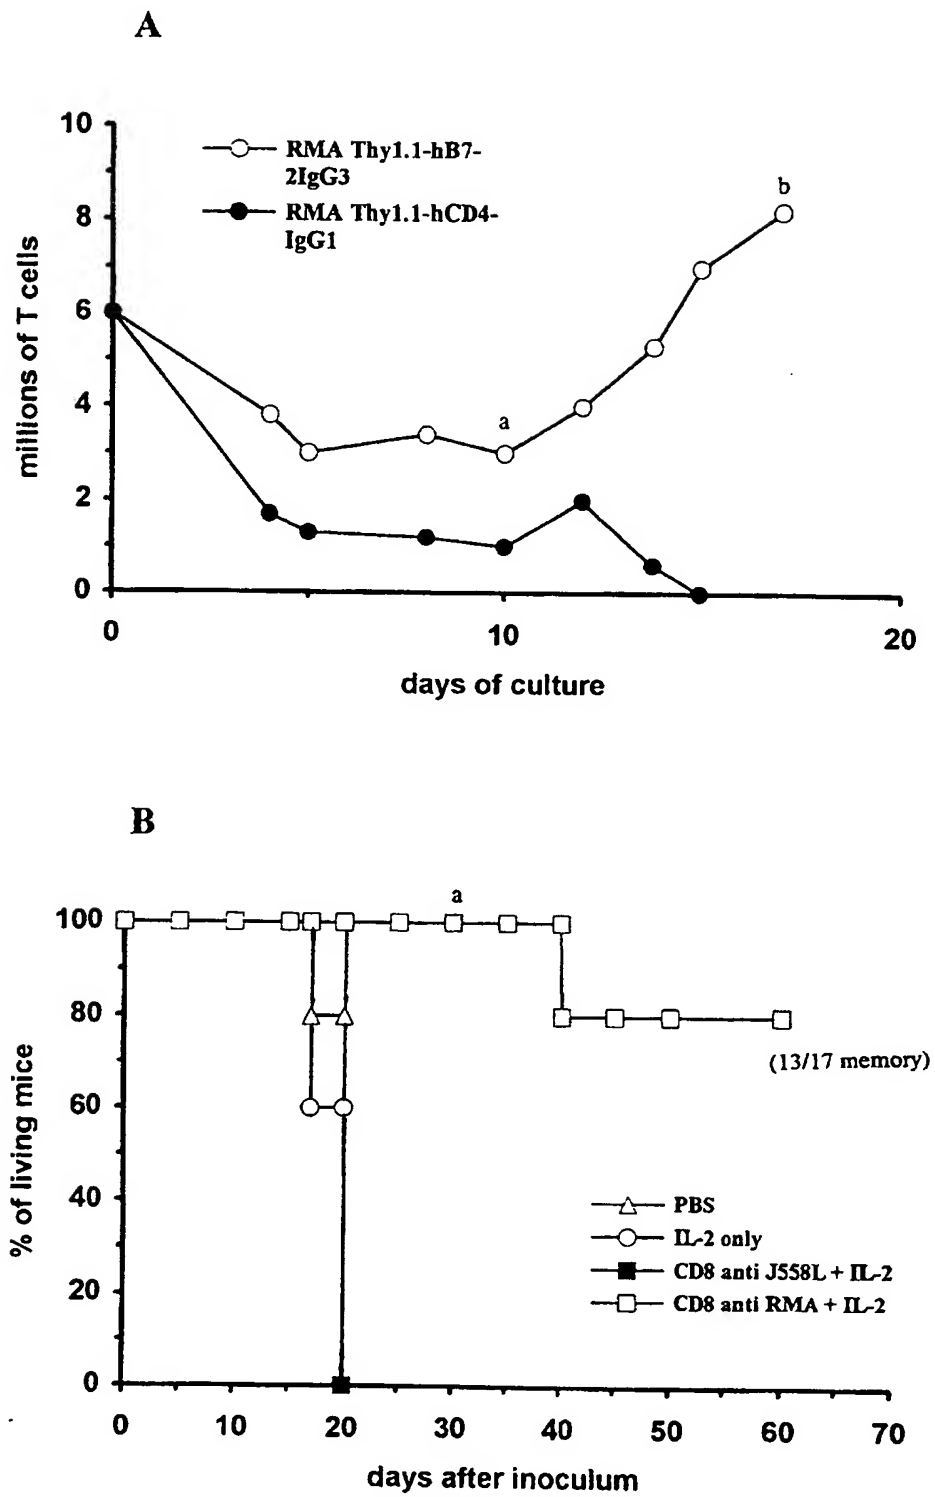 A
10
8
6
4
2
0
millions of T cells
RMA Thy1.1-hB7-
2IgG3
RMA Thy1.1-hCD4-
IgG1
a
b
0 10 20
days of culture
B
100
80
60
40
20
0
% of living mice
a
(13/17 memory)
PBS
IL-2 only
CD8 anti J558L + IL-2
CD8 anti RMA + IL-2
0 10 20 30 40 50 60 70
days after inoculum